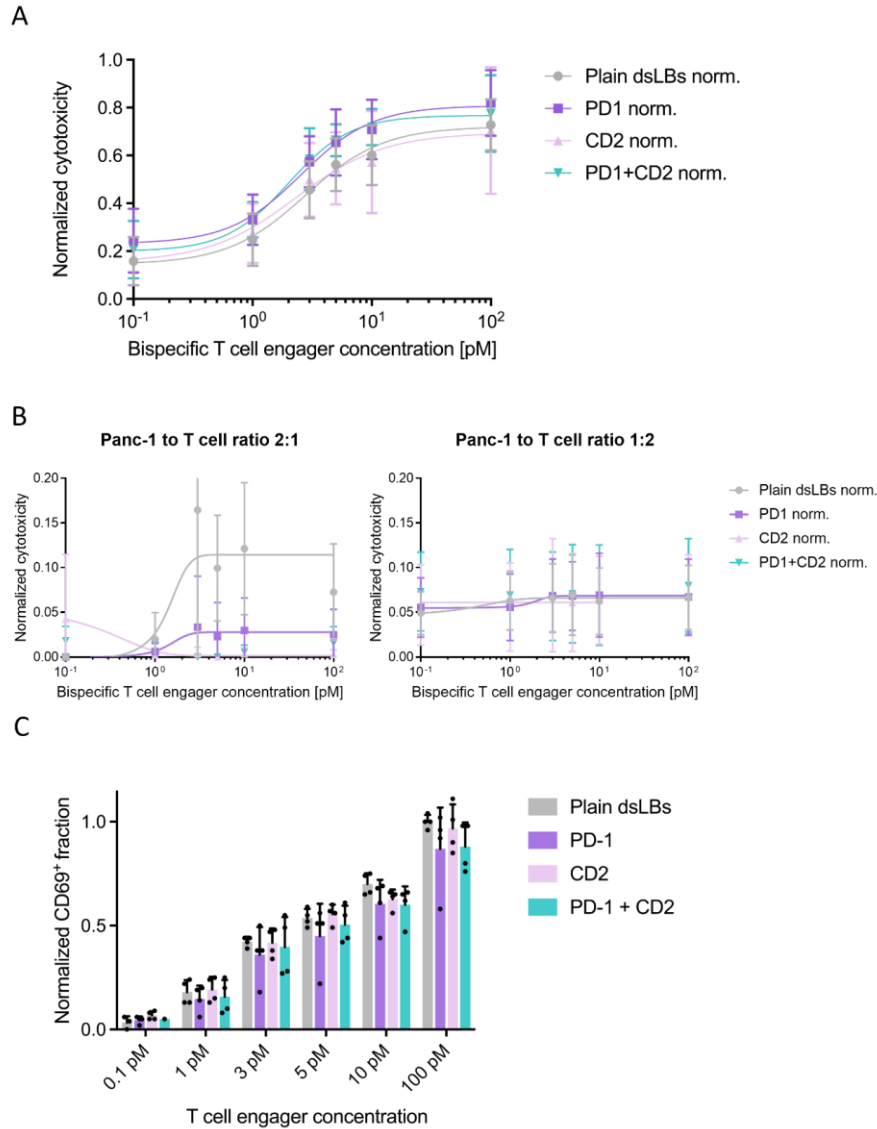 A
Normalized cytotoxicity
1.0
0.8
0.6
0.4
0.2
0.0
10⁻¹ 10⁰ 10¹ 10²
Bispecific T cell engager concentration [pM]
Plain dsLBs norm.
PD1 norm.
CD2 norm.
PD1+CD2 norm.
B
Panc-1 to T cell ratio 2:1
Normalized cytotoxicity
0.20
0.15
0.10
0.05
0.00
10⁻¹ 10⁰ 10¹ 10²
Bispecific T cell engager concentration [pM]
Panc-1 to T cell ratio 1:2
Normalized cytotoxicity
0.20
0.15
0.10
0.05
0.00
10⁻¹ 10⁰ 10¹ 10²
Bispecific T cell engager concentration [pM]
Plain dsLBs norm.
PD1 norm.
CD2 norm.
PD1+CD2 norm.
C
Normalized CD69⁺ fraction
1.0
0.5
0.0
0.1 pM 1 pM 3 pM 5 pM 10 pM 100 pM
T cell engager concentration
Plain dsLBs
PD-1
CD2
PD-1 + CD2